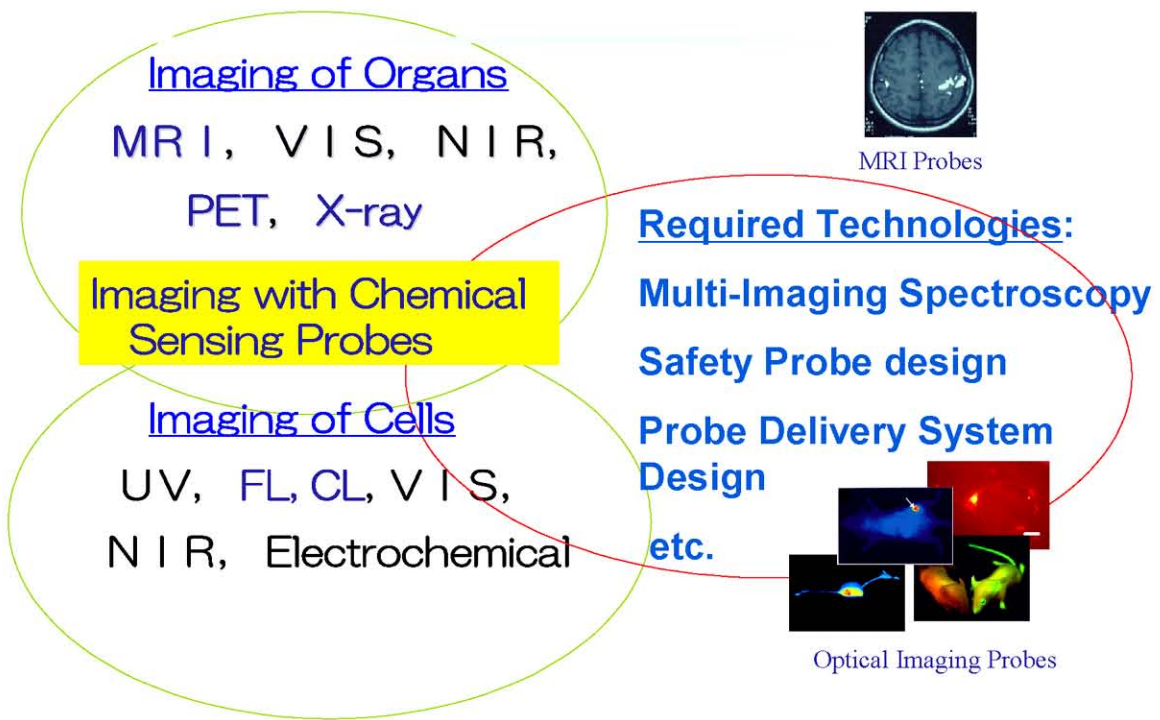 Imaging of Organs
MRI, VIS, NIR,
PET, X-ray
Imaging with Chemical
Sensing Probes
Imaging of Cells
UV, FL, CL, VIS,
NIR, Electrochemical
MRI Probes
Required Technologies:
Multi-Imaging Spectroscopy
Safety Probe design
Probe Delivery System
Design
etc.
Optical Imaging Probes